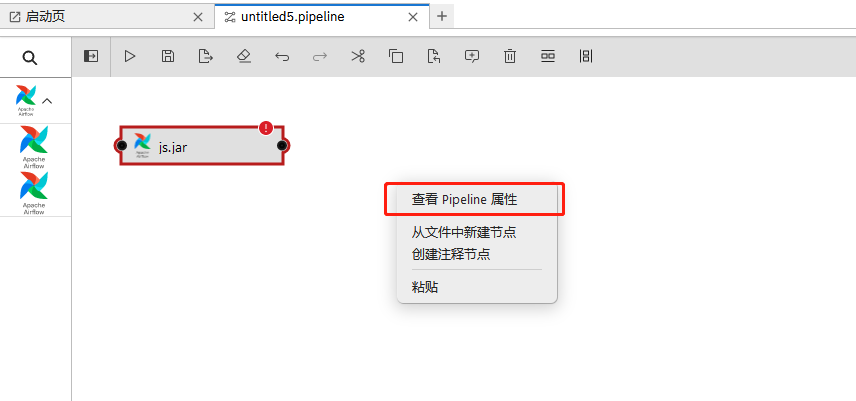 启动页
untitled5.pipeline
Apache
Airflow
Apache
Airflow
Apache
Airflow
js.jar
查看 Pipeline 属性
从文件中新建节点
创建注释节点
粘贴